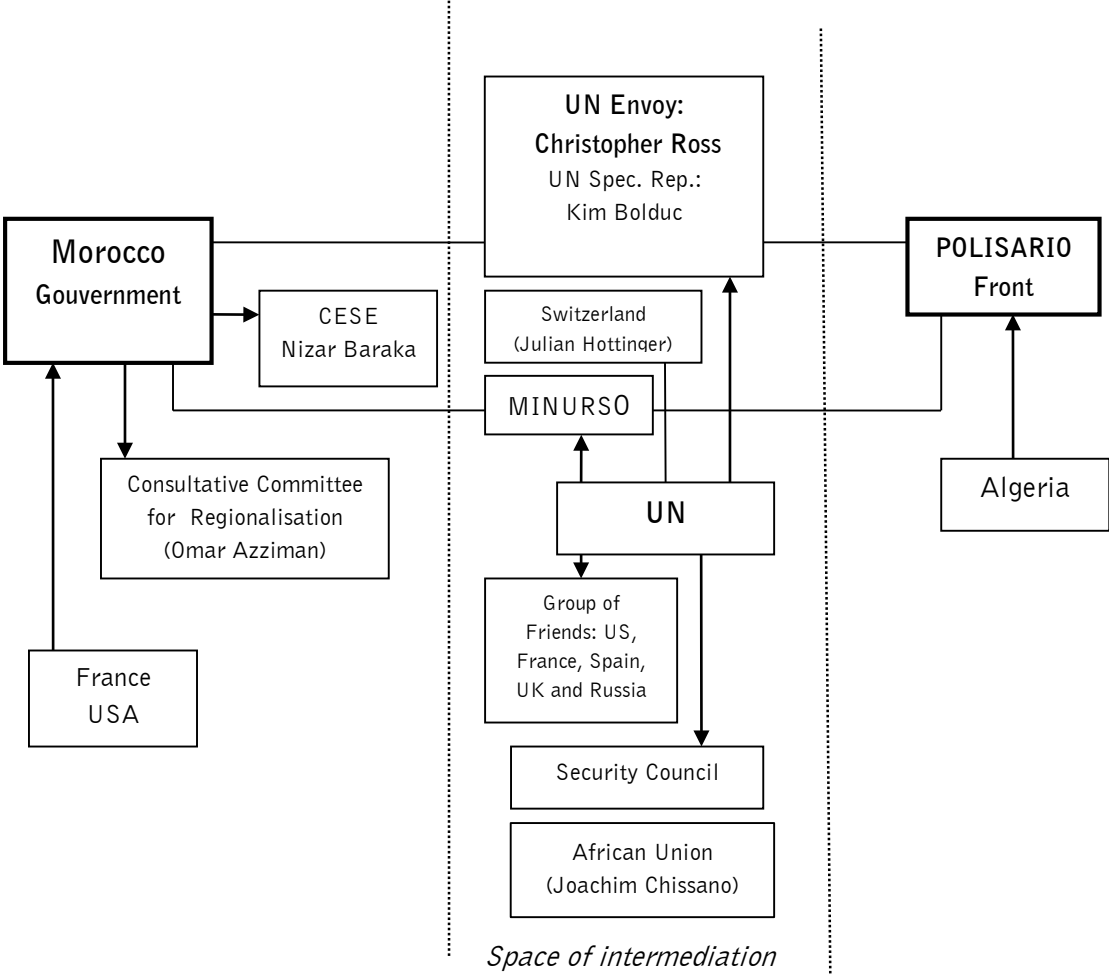 UN Envoy:
Christopher Ross
UN Spec. Rep.:
Kim Bolduc
Morocco
Gouvernment
POLISARIO
Front
CESE
Nizar Baraka
Switzerland
(Julian Hottinger)
MINURSO
Consultative Committee
for Regionalisation
(Omar Azziman)
UN
Algeria
Group of
Friends: US,
France, Spain,
UK and Russia
France
USA
Security Council
African Union
(Joachim Chissano)
Space of intermediation